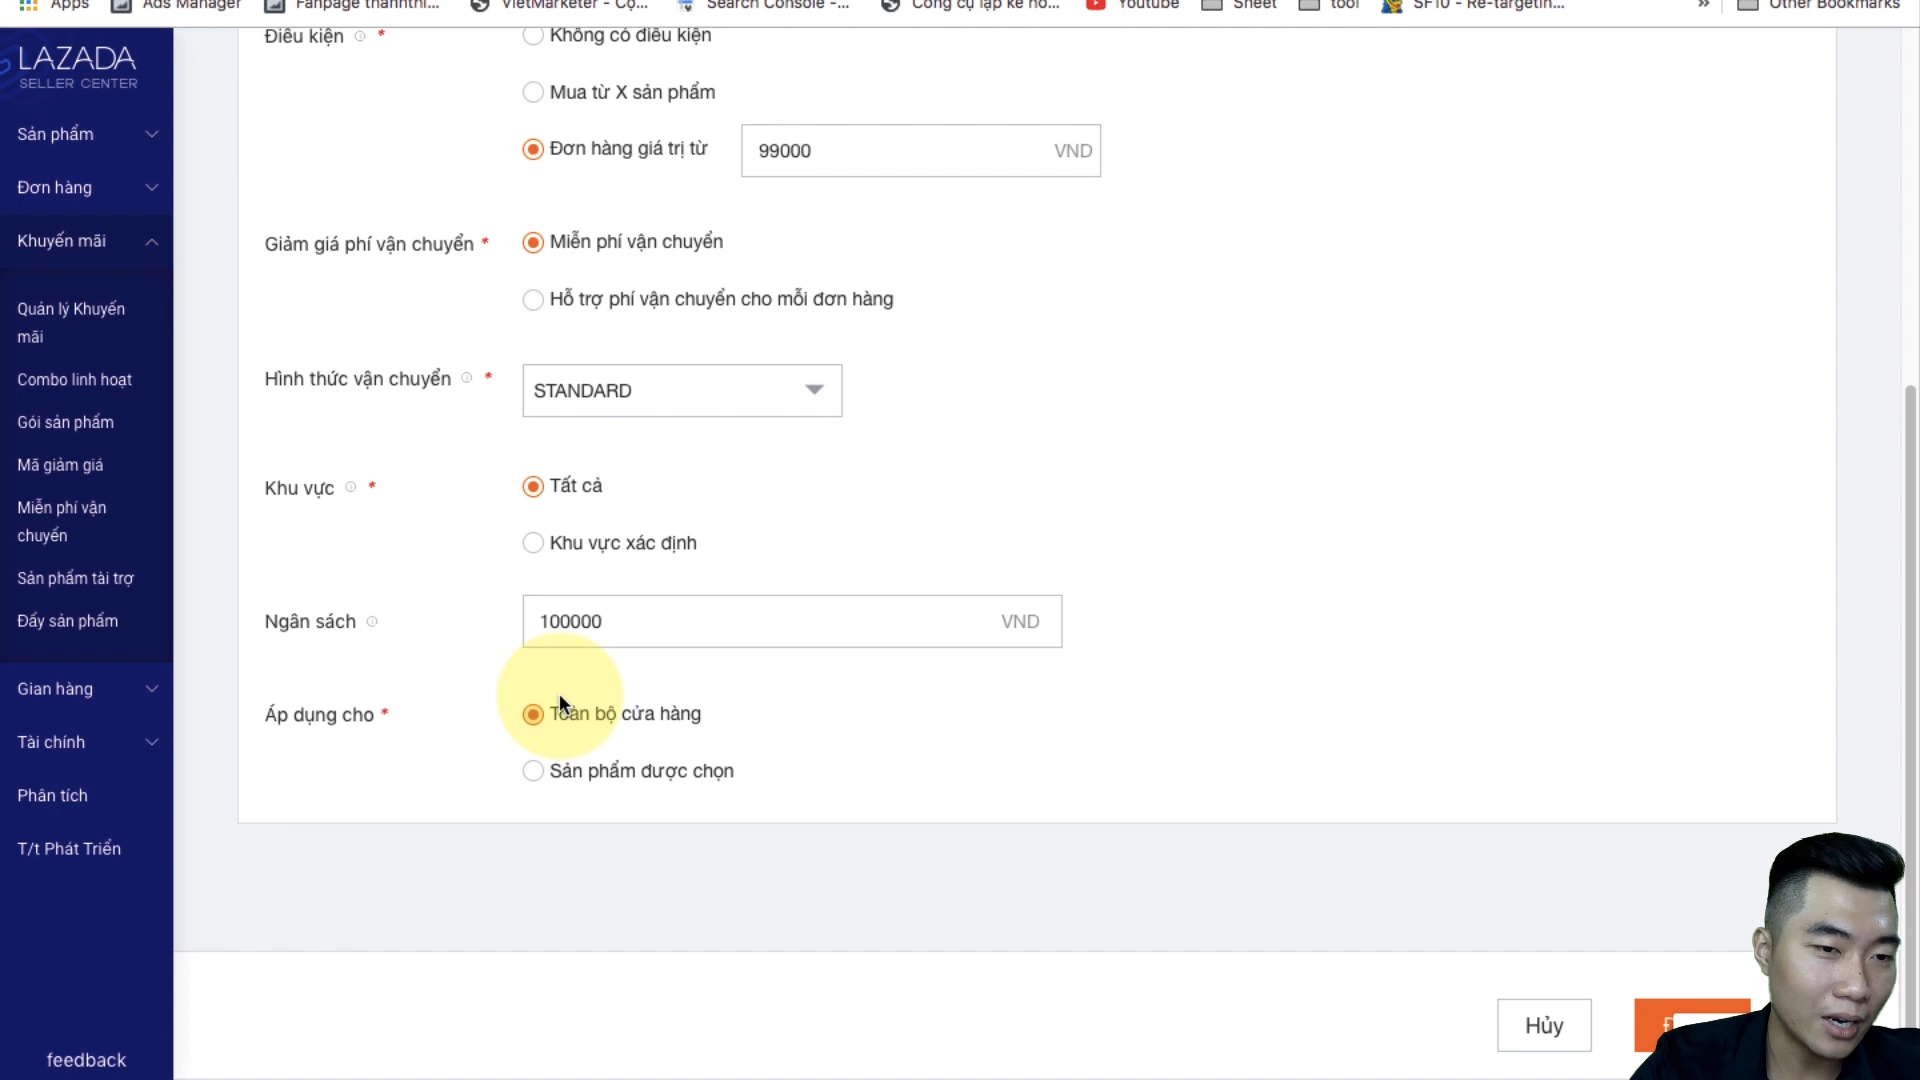 Apps Ads Manager Fanpage thanhthi... VietMarketer - Cộ... Search Console -... Công cụ lập kế ho... Youtube Sheet tool SF10 - Re-targetin... » Other Bookmarks
LAZADA
SELLER CENTER
Sản phẩm
Đơn hàng
Khuyến mãi
Quản lý Khuyến
mãi
Combo linh hoạt
Gói sản phẩm
Mã giảm giá
Miễn phí vận
chuyển
Sản phẩm tài trợ
Đẩy sản phẩm
Gian hàng
Tài chính
Phân tích
T/t Phát Triển
feedback
Điều kiện *
Không có điều kiện
Mua từ X sản phẩm
Đơn hàng giá trị từ 99000 VND
Giảm giá phí vận chuyển * Miễn phí vận chuyển
Hỗ trợ phí vận chuyển cho mỗi đơn hàng
Hình thức vận chuyển * STANDARD
Khu vực * Tất cả
Khu vực xác định
Ngân sách 100000 VND
Áp dụng cho * Toàn bộ cửa hàng
Sản phẩm được chọn
Hủy